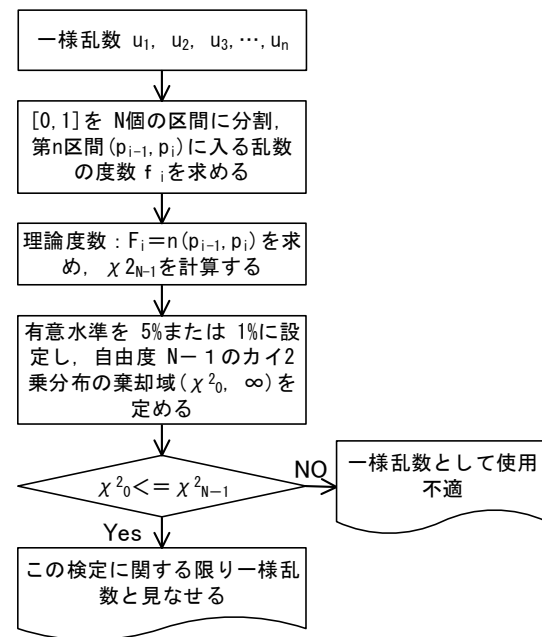 一様乱数 u₁, u₂, u₃,…,uₙ
[0,1]を N個の区間に分割,
第n区間(pᵢ₋₁,pᵢ)に入る乱数
の度数 fᵢを求める
理論度数:Fᵢ=n(pᵢ₋₁,pᵢ)を求
め, χ2_N-1を計算する
有意水準を 5%または 1%に設
定し, 自由度 N-1のカイ2
乗分布の棄却域(χ²₀, ∞)を
定める
χ²₀<=χ²_N-1
NO
一様乱数として使用
不適
Yes
この検定に関する限り一様乱
数と見なせる